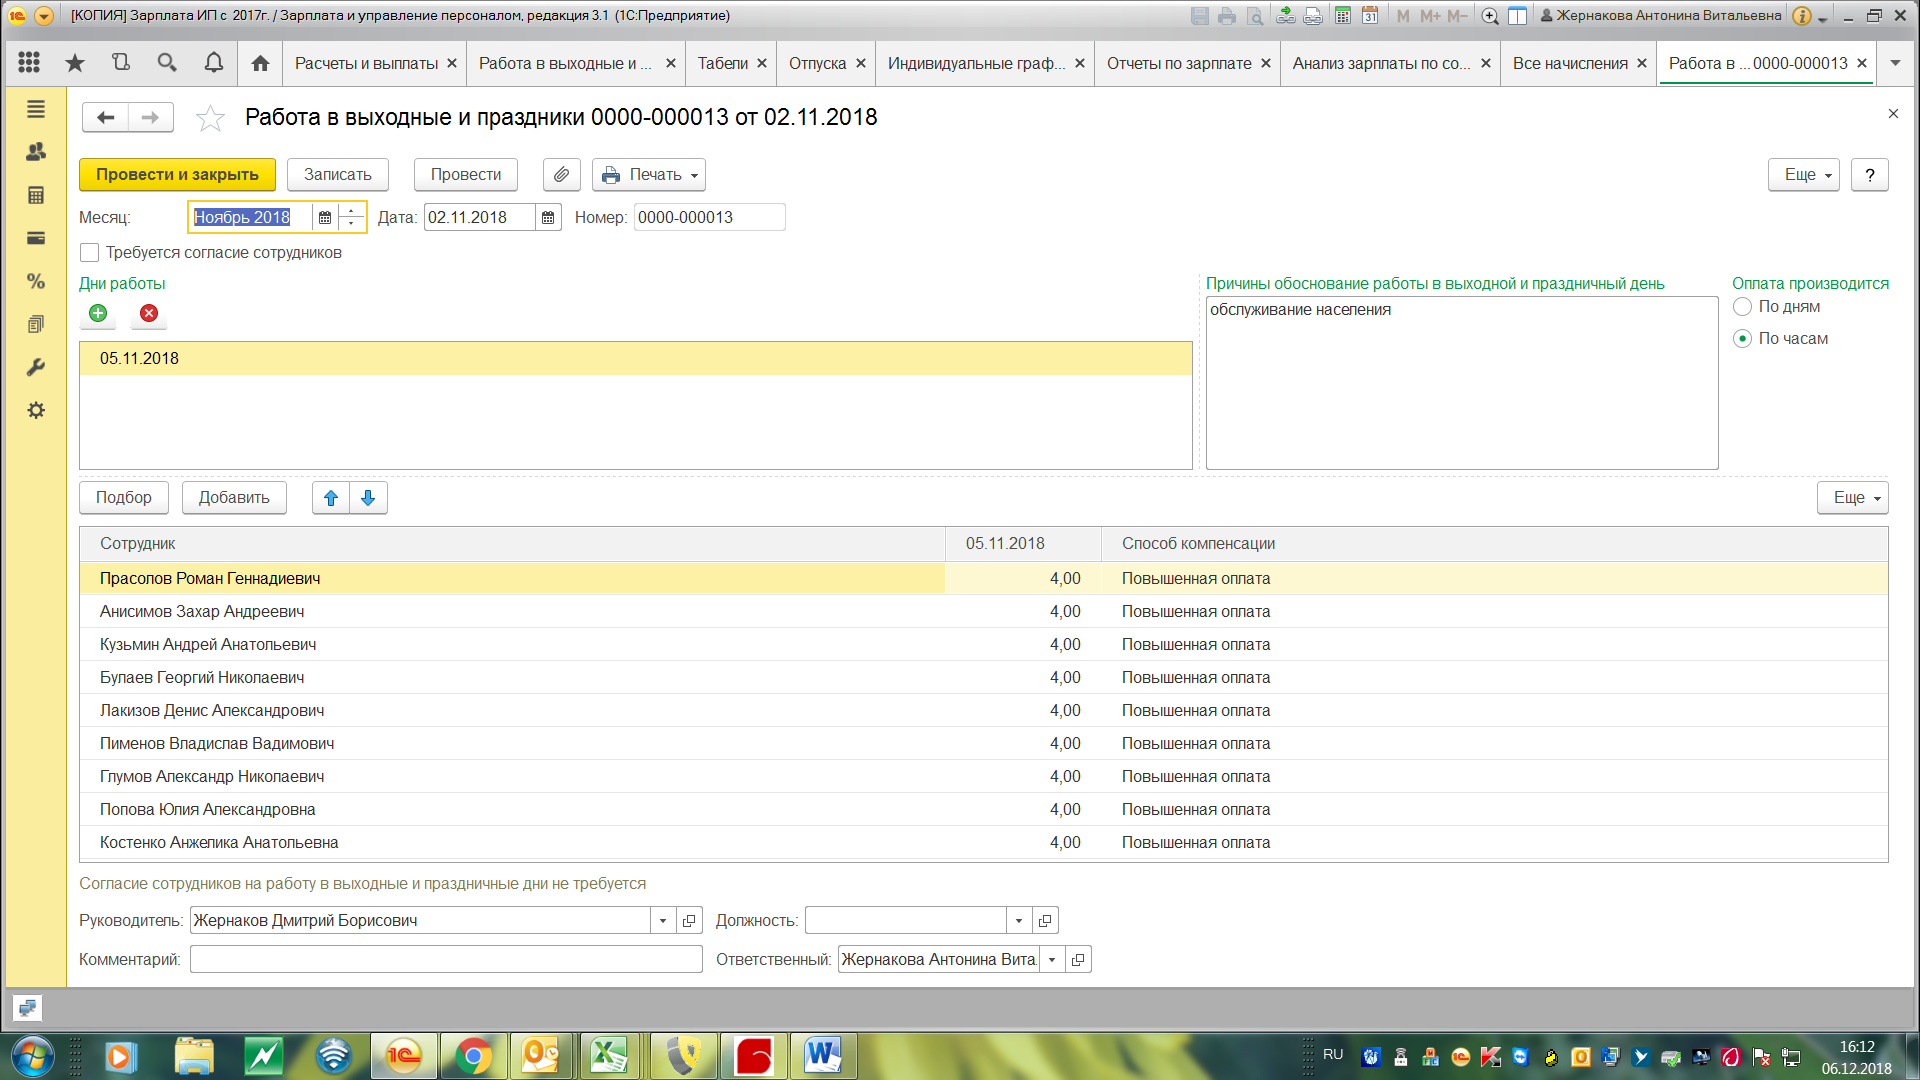 [КОПИЯ] Зарплата ИП с 2017г. / Зарплата и управление персоналом, редакция 3.1 (1С:Предприятие)
M M+ M- Жернакова Антонина Витальевна
Расчеты и выплаты
Работа в выходные и ...
Табели
Отпуска
Индивидуальные граф...
Отчеты по зарплате
Анализ зарплаты по со...
Все начисления
Работа в ...0000-000013
Работа в выходные и праздники 0000-000013 от 02.11.2018
Провести и закрыть Записать Провести Печать Еще ?
Месяц: Ноябрь 2018 Дата: 02.11.2018 Номер: 0000-000013
Требуется согласие сотрудников
Дни работы
05.11.2018
Причины обоснование работы в выходной и праздничный день
обслуживание населения
Оплата производится
По дням
По часам
Подбор Добавить Еще
Сотрудник 05.11.2018 Способ компенсации
Прасолов Роман Геннадиевич 4,00 Повышенная оплата
Анисимов Захар Андреевич 4,00 Повышенная оплата
Кузьмин Андрей Анатольевич 4,00 Повышенная оплата
Булаев Георгий Николаевич 4,00 Повышенная оплата
Лакизов Денис Александрович 4,00 Повышенная оплата
Пименов Владислав Вадимович 4,00 Повышенная оплата
Глумов Александр Николаевич 4,00 Повышенная оплата
Попова Юлия Александровна 4,00 Повышенная оплата
Костенко Анжелика Анатольевна 4,00 Повышенная оплата
Согласие сотрудников на работу в выходные и праздничные дни не требуется
Руководитель: Жернаков Дмитрий Борисович Должность:
Комментарий: Ответственный: Жернакова Антонина Вита.
RU
16:12
06.12.2018